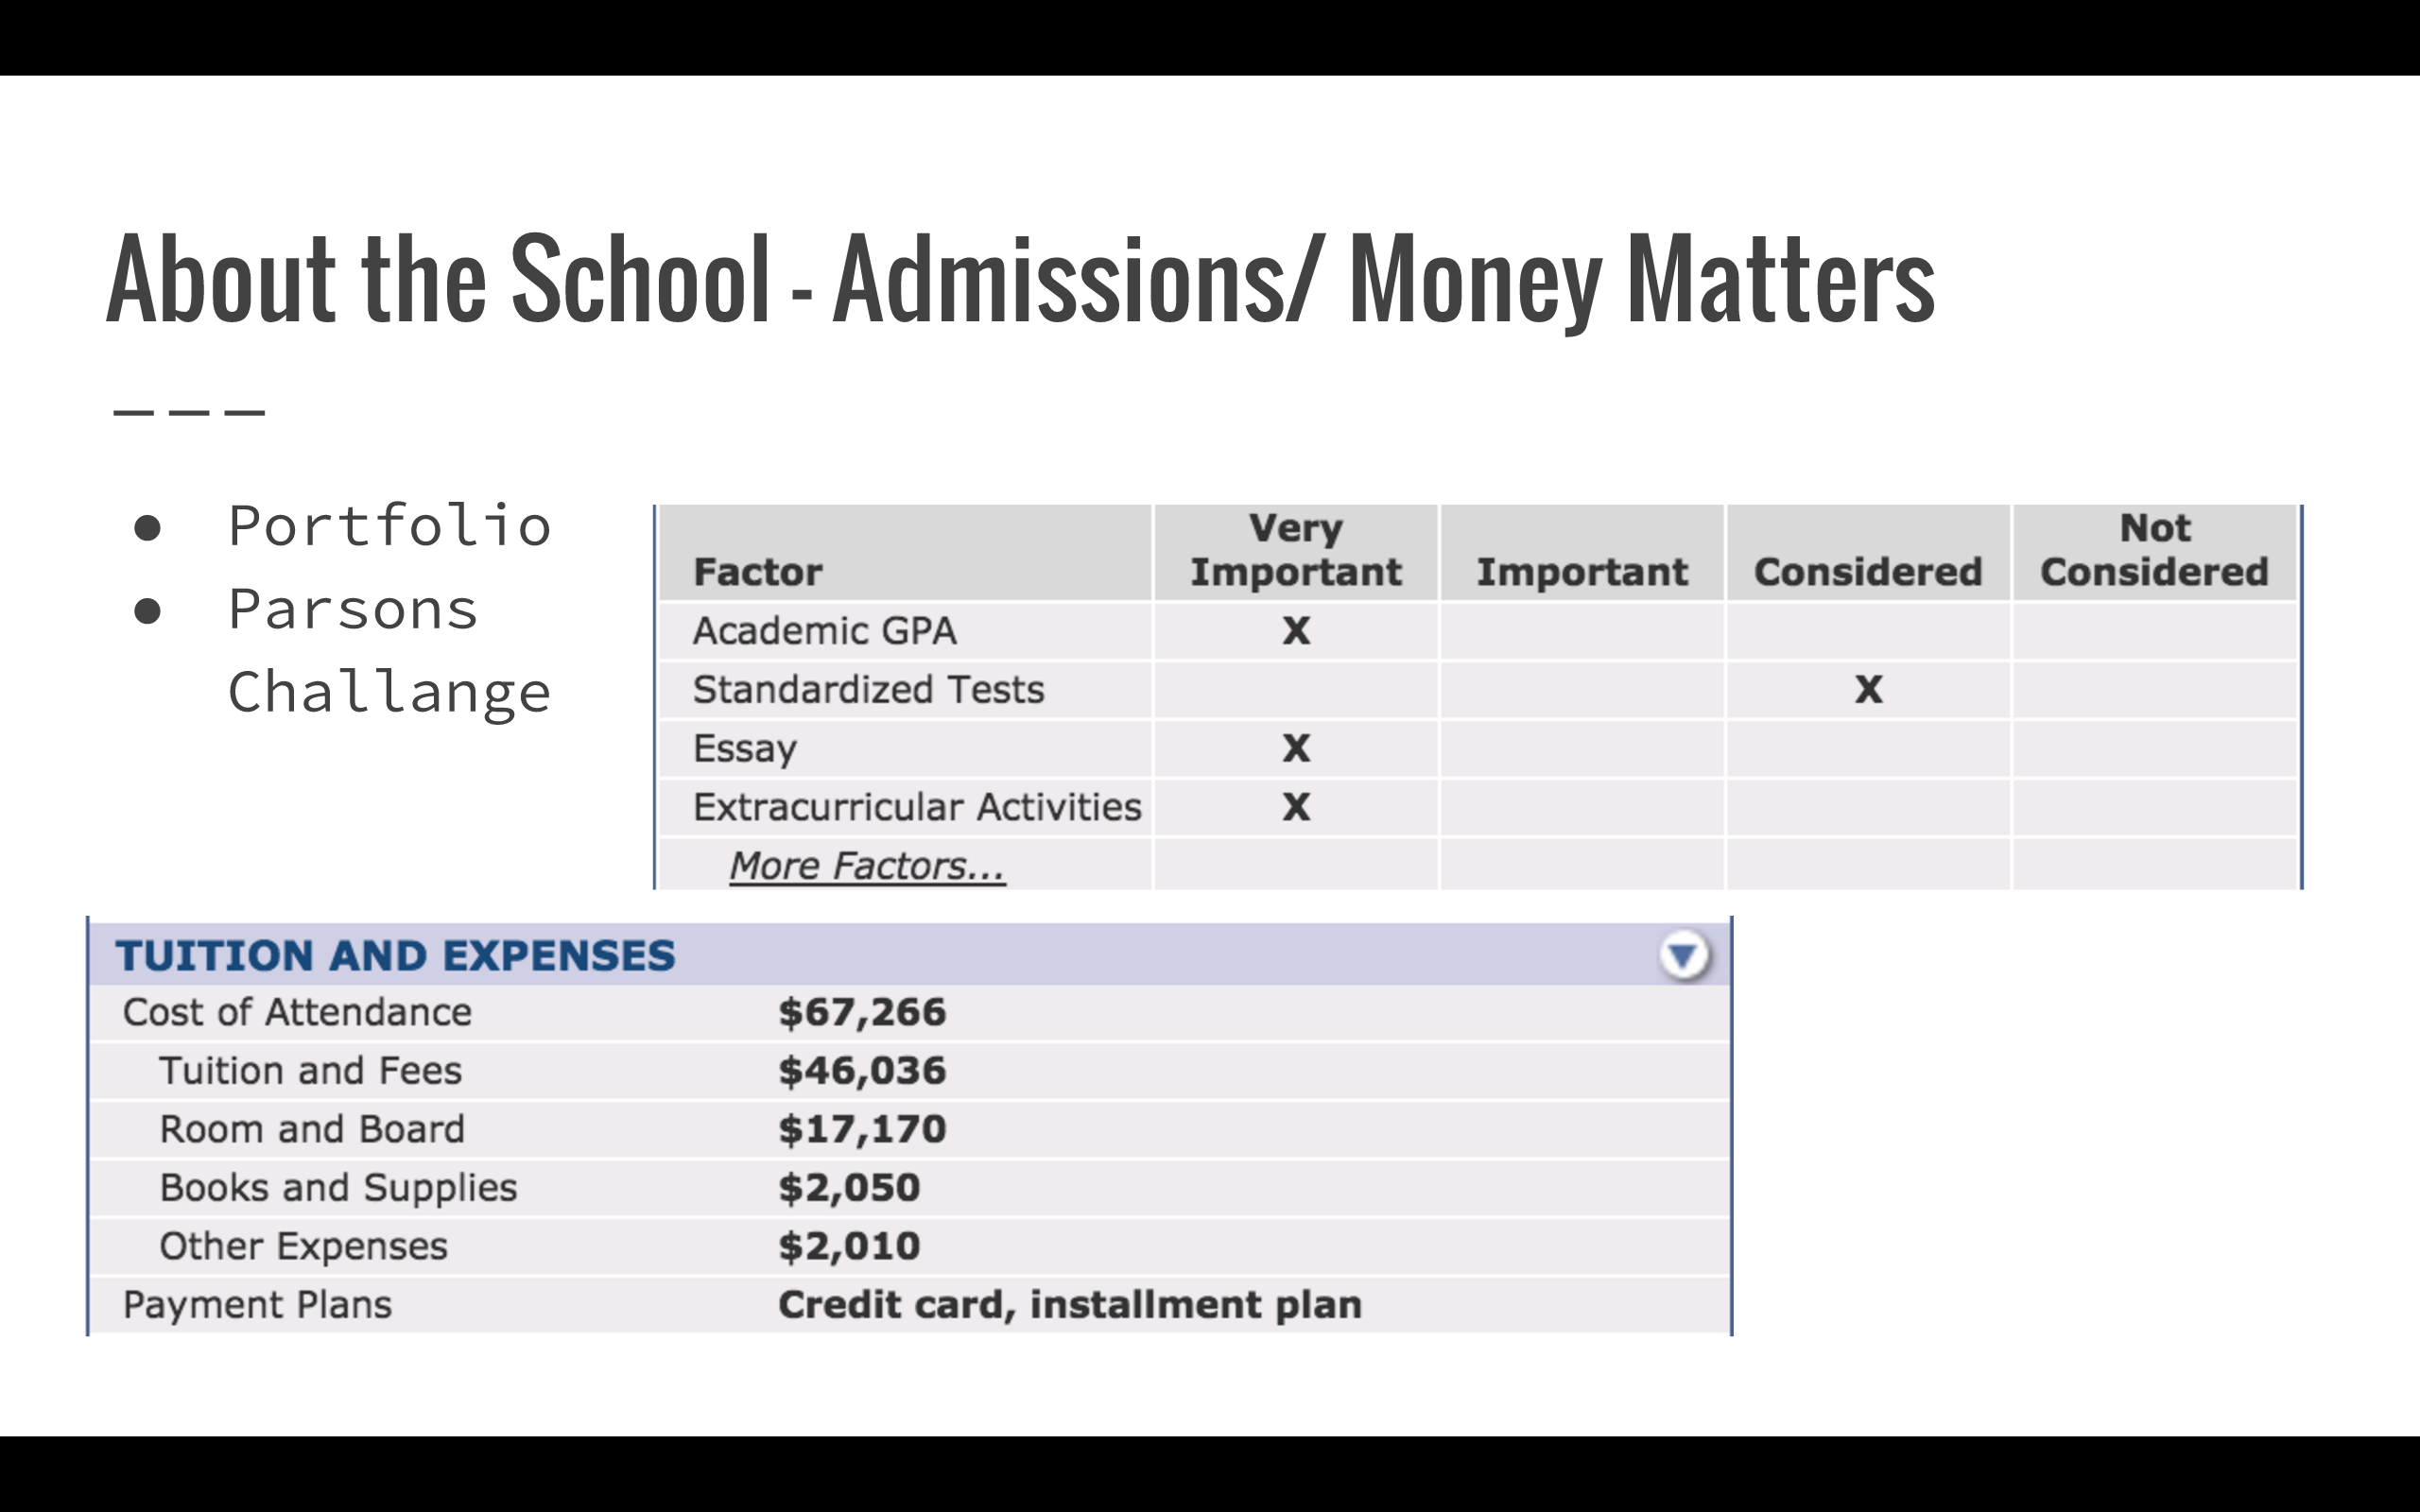 About the School - Admissions/ Money Matters
● Portfolio
● Parsons
Challange
Factor Very Important Important Considered Not Considered
Academic GPA X
Standardized Tests X
Essay X
Extracurricular Activities X
More Factors...
TUITION AND EXPENSES
Cost of Attendance $67,266
Tuition and Fees $46,036
Room and Board $17,170
Books and Supplies $2,050
Other Expenses $2,010
Payment Plans Credit card, installment plan